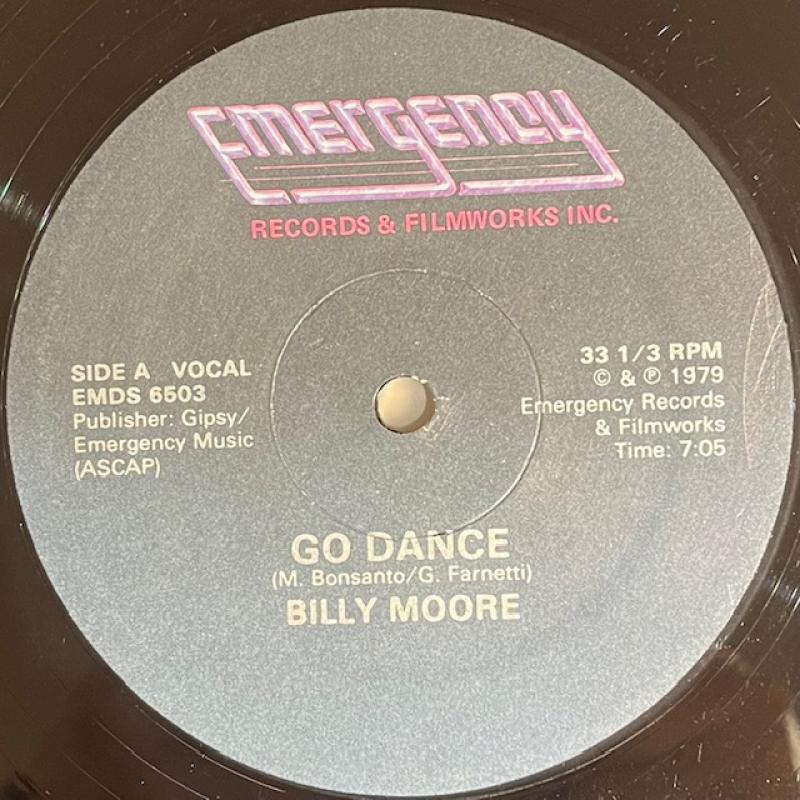 Emergency
RECORDS & FILMWORKS INC.
SIDE A VOCAL
EMDS 6503
Publisher: Gipsy/
Emergency Music
(ASCAP)
33 1/3 RPM
© & ℗ 1979
Emergency Records
& Filmworks
Time: 7:05
GO DANCE
(M. Bonsanto/G. Farnetti)
BILLY MOORE